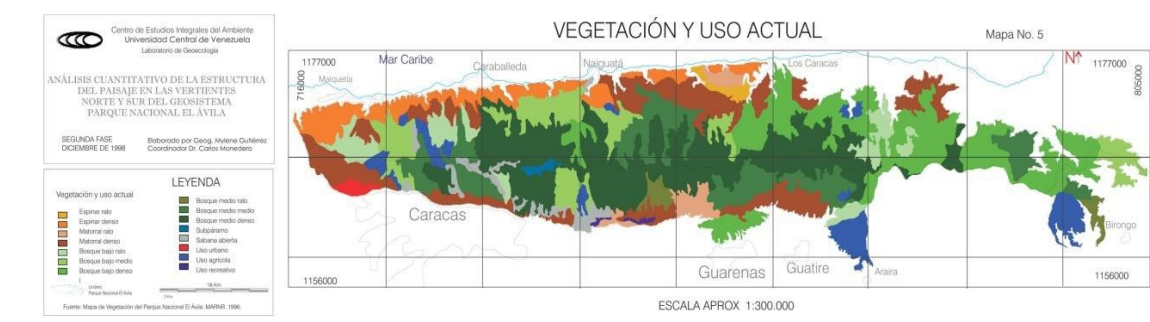 Centro de Estudios Integrales del Ambiente
Universidad Central de Venezuela
Laboratorio de Geoecología
ANÁLISIS CUANTITATIVO DE LA ESTRUCTURA
DEL PAISAJE EN LAS VERTIENTES
NORTE Y SUR DEL GEOSISTEMA
PARQUE NACIONAL EL ÁVILA
SEGUNDA FASE
DICIEMBRE DE 1998
Elaborado por Geog. Mylene Gutiérrez
Coordinador Dr. Carlos Monedero
LEYENDA
Vegetación y uso actual
Espinar ralo
Espinar denso
Matorral ralo
Matorral denso
Bosque bajo ralo
Bosque bajo medio
Bosque bajo denso
Bosque medio ralo
Bosque medio medio
Bosque medio denso
Subpáramo
Sabana abierta
Uso urbano
Uso agrícola
Uso recreativo
Lindero
Parque Nacional El Ávila
Fuente: Mapa de Vegetación del Parque Nacional El Ávila. MARNR. 1996.
VEGETACIÓN Y USO ACTUAL
Mapa No. 5
1177000
Mar Caribe
Caraballeda
Naiguatá
Los Caracas
N
1177000
716000
Maiquetía
805000
Caracas
Birongo
Guarenas
Guatire
Araira
1156000
1156000
ESCALA APROX 1:300.000